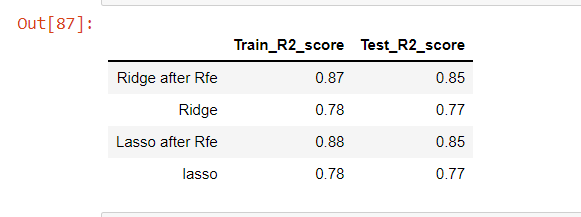 Out[87]:
Train_R2_score Test_R2_score
Ridge after Rfe 0.87 0.85
Ridge 0.78 0.77
Lasso after Rfe 0.88 0.85
lasso 0.78 0.77